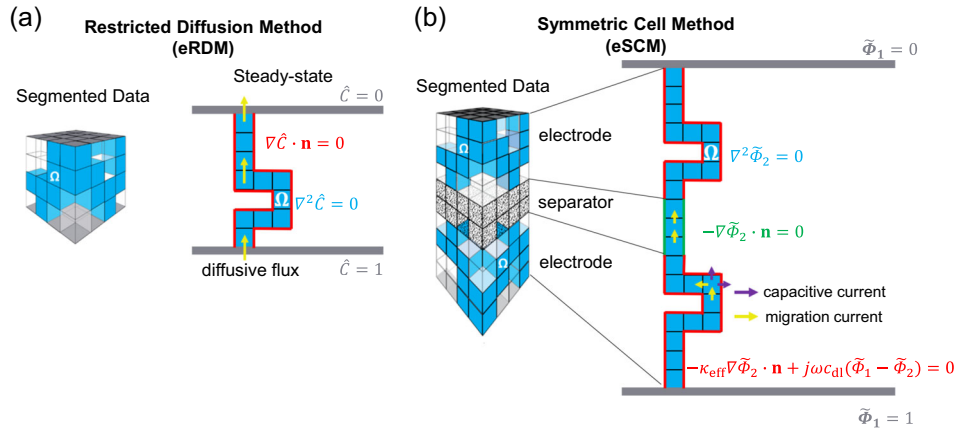 (a)
Restricted Diffusion Method
(eRDM)
Steady-state
Segmented Data
Ĉ = 0
∇Ĉ · n = 0
Ω
Ω
∇²Ĉ = 0
diffusive flux
Ĉ = 1
(b)
Symmetric Cell Method
(eSCM)
Φ̃₁ = 0
Segmented Data
electrode
Ω
Ω
∇²Φ̃₂ = 0
separator
−∇Φ̃₂ · n = 0
electrode
Ω
capacitive current
migration current
−κeff∇Φ̃₂ · n + jωcdl(Φ̃₁ − Φ̃₂) = 0
Φ̃₁ = 1